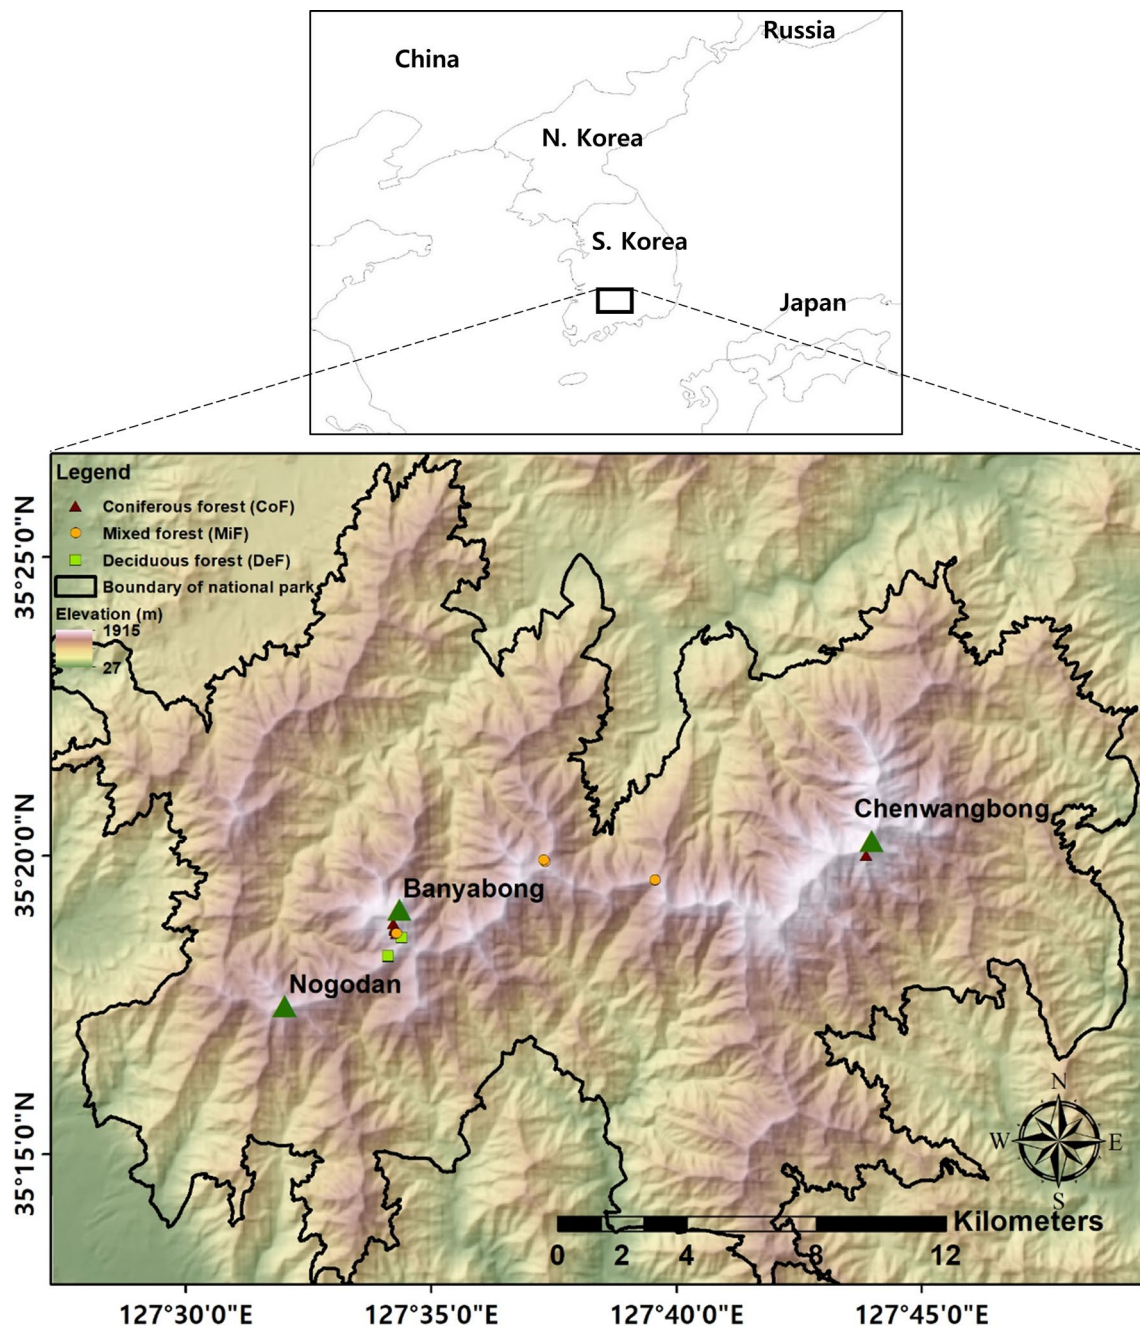 Russia
China
N. Korea
S. Korea
Japan
Legend
Coniferous forest (CoF)
Mixed forest (MiF)
Deciduous forest (DeF)
Boundary of national park
Elevation (m)
1915
27
35°25'0"N
35°20'0"N
35°15'0"N
Chenwangbong
Banyabong
Nogodan
N
W E
S
Kilometers
0 2 4 8 12
127°30'0"E 127°35'0"E 127°40'0"E 127°45'0"E